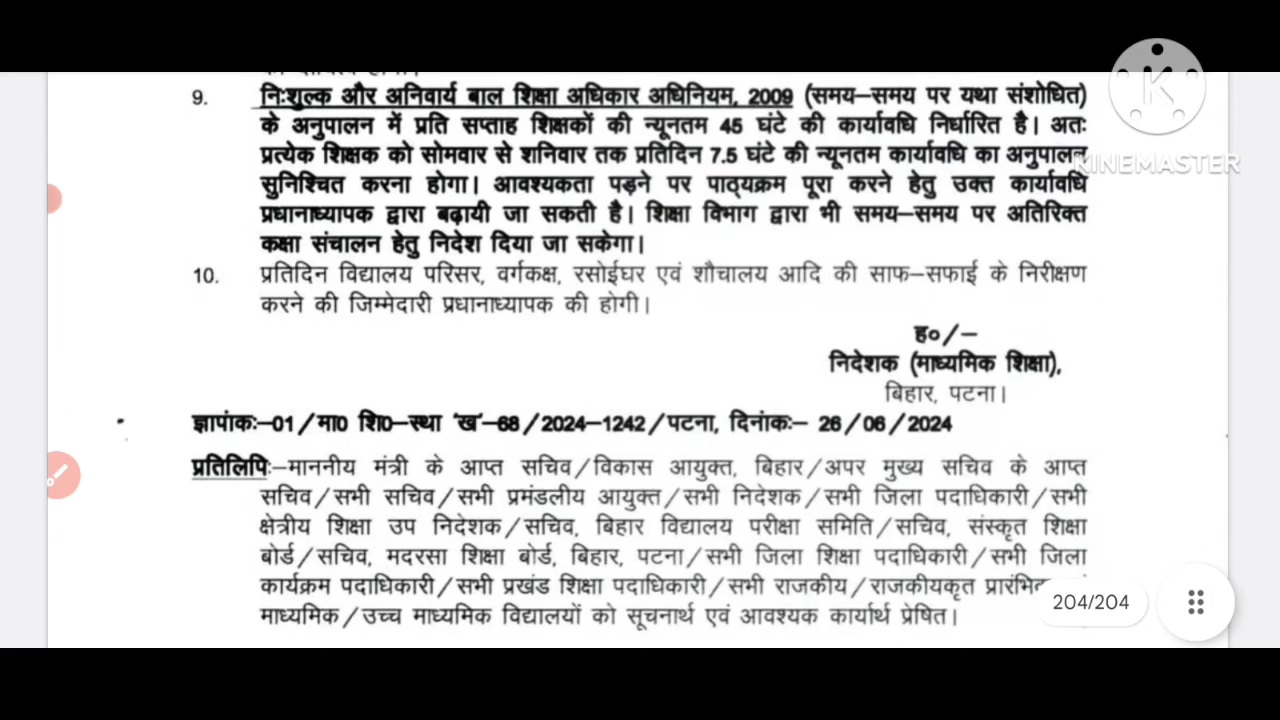 9. निःशुल्क और अनिवार्य बाल शिक्षा अधिकार अधिनियम, 2009 (समय–समय पर यथा संशोधित)
के अनुपालन में प्रति सप्ताह शिक्षकों की न्यूनतम 45 घंटे की कार्यावधि निर्धारित है। अतः
प्रत्येक शिक्षक को सोमवार से शनिवार तक प्रतिदिन 7.5 घंटे की न्यूनतम कार्यावधि का अनुपालन
सुनिश्चित करना होगा। आवश्यकता पड़ने पर पाठ्यक्रम पूरा करने हेतु उक्त कार्यावधि
प्रधानाध्यापक द्वारा बढ़ायी जा सकती है। शिक्षा विभाग द्वारा भी समय–समय पर अतिरिक्त
कक्षा संचालन हेतु निदेश दिया जा सकेगा।
10. प्रतिदिन विद्यालय परिसर, वर्गकक्ष, रसोईघर एवं शौचालय आदि की साफ–सफाई के निरीक्षण
करने की जिम्मेदारी प्रधानाध्यापक की होगी।
ह०/–
निदेशक (माध्यमिक शिक्षा),
बिहार, पटना।
ज्ञापांकः–01/मा0 शि0–स्था 'ख'–68/2024–1242/पटना, दिनांकः– 26/06/2024
प्रतिलिपिः–माननीय मंत्री के आप्त सचिव/विकास आयुक्त, बिहार/अपर मुख्य सचिव के आप्त
सचिव/सभी सचिव/सभी प्रमंडलीय आयुक्त/सभी निदेशक/सभी जिला पदाधिकारी/सभी
क्षेत्रीय शिक्षा उप निदेशक/सचिव, बिहार विद्यालय परीक्षा समिति/सचिव, संस्कृत शिक्षा
बोर्ड/सचिव, मदरसा शिक्षा बोर्ड, बिहार, पटना/सभी जिला शिक्षा पदाधिकारी/सभी जिला
कार्यक्रम पदाधिकारी/सभी प्रखंड शिक्षा पदाधिकारी/सभी राजकीय/राजकीयकृत
माध्यमिक/उच्च माध्यमिक विद्यालयों को सूचनार्थ एवं आवश्यक कार्यार्थ प्रेषित।
204/204
K
KINEMASTER